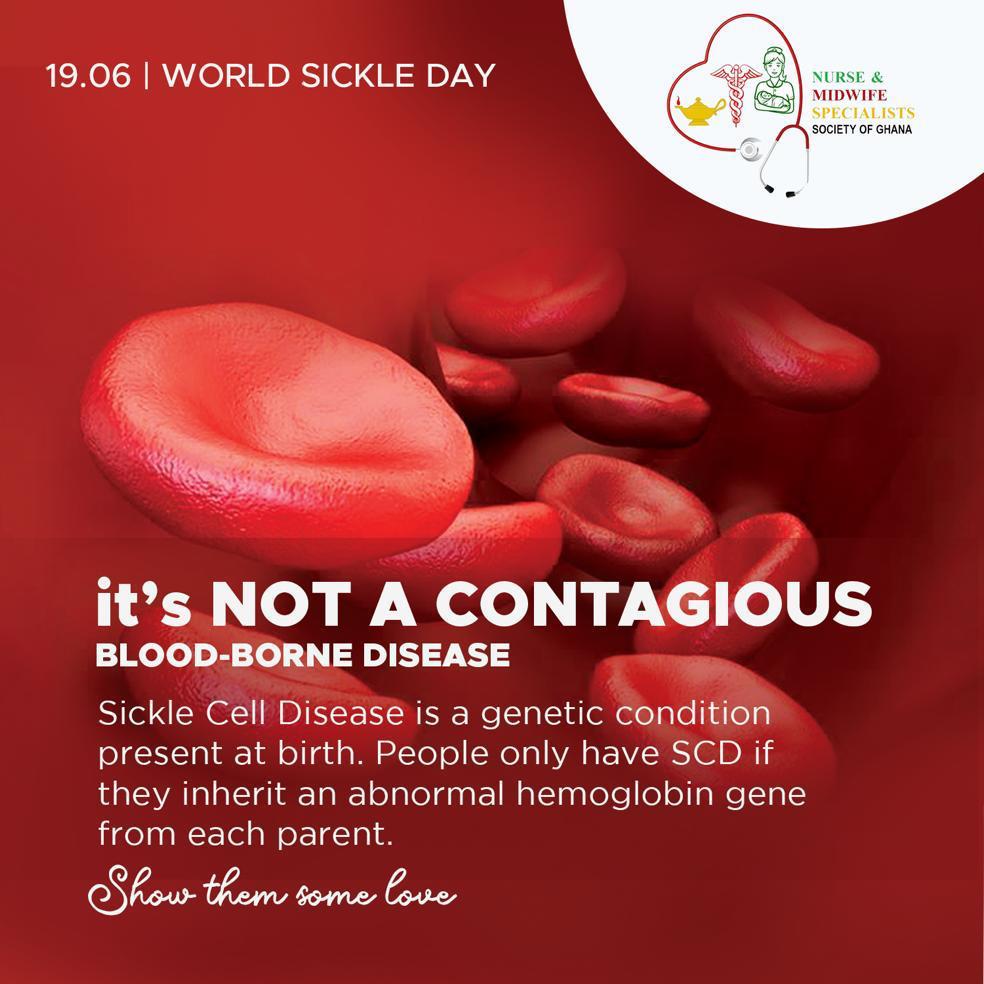 19.06 | WORLD SICKLE DAY
NURSE &
MIDWIFE
SPECIALISTS
SOCIETY OF GHANA
it's NOT A CONTAGIOUS
BLOOD-BORNE DISEASE
Sickle Cell Disease is a genetic condition
present at birth. People only have SCD if
they inherit an abnormal hemoglobin gene
from each parent.
Show them some love